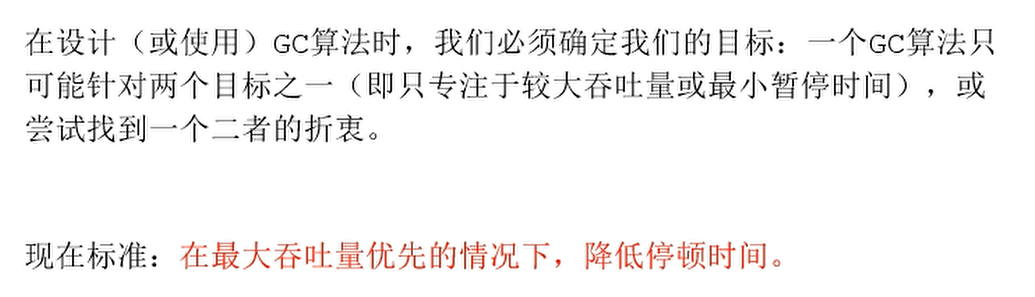 在设计（或使用）GC算法时，我们必须确定我们的目标：一个GC算法只
可能针对两个目标之一（即只专注于较大吞吐量或最小暂停时间），或
尝试找到一个二者的折衷。
现在标准：在最大吞吐量优先的情况下，降低停顿时间。